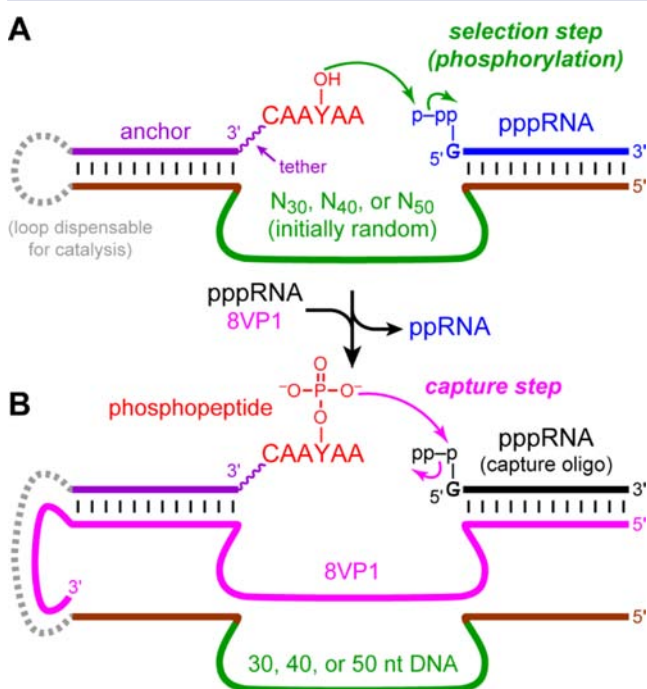 A
selection step
(phosphorylation)
OH
CAAYAA
p–pp
anchor
3'
pppRNA
5' G
3'
tether
5'
(loop dispensable
for catalysis)
N30, N40, or N50
(initially random)
pppRNA
8VP1
ppRNA
B
O
⁻O–P–O⁻
O
phosphopeptide
capture step
CAAYAA
pp–p
pppRNA
(capture oligo)
3'
5' G
3'
5'
8VP1
3'
5'
30, 40, or 50 nt DNA